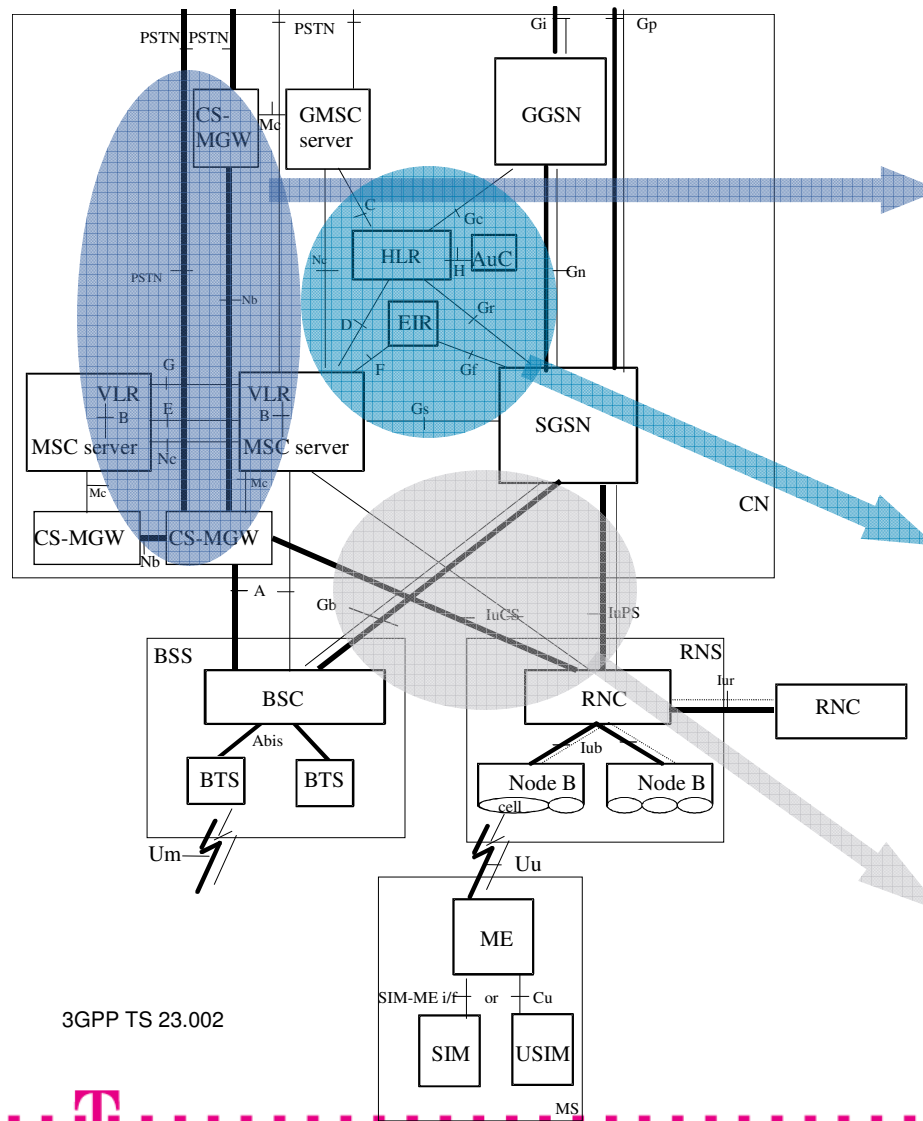 PSTN
PSTN
PSTN
Gi
Gp
CS-
MGW
Mc
GMSC
server
GGSN
C
Gc
HLR
H
AuC
PSTN
Nc
Gn
Nb
Gr
D
EIR
F
Gf
G
VLR
B
E
VLR
B
Gs
SGSN
MSC server
Nc
MSC server
Mc
Mc
CN
CS-MGW
CS-MGW
Nb
A
Gb
IuCS
IuPS
BSS
RNS
Iur
BSC
RNC
RNC
Abis
Iub
BTS
BTS
Node B
Node B
cell
Um
Uu
ME
SIM-ME i/f
or
Cu
3GPP TS 23.002
SIM
USIM
MS
T